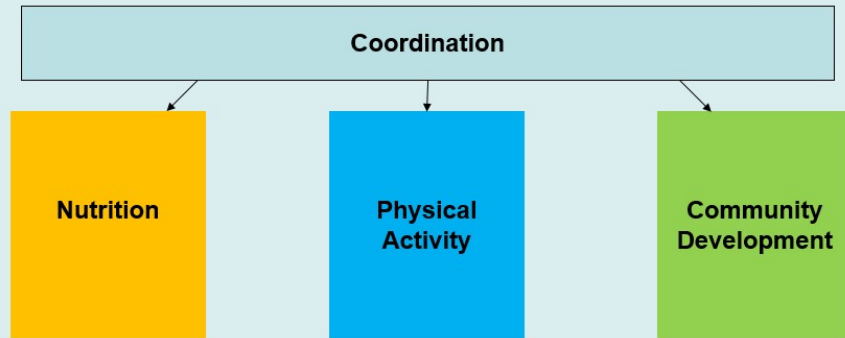 Coordination
Nutrition
Physical
Activity
Community
Development